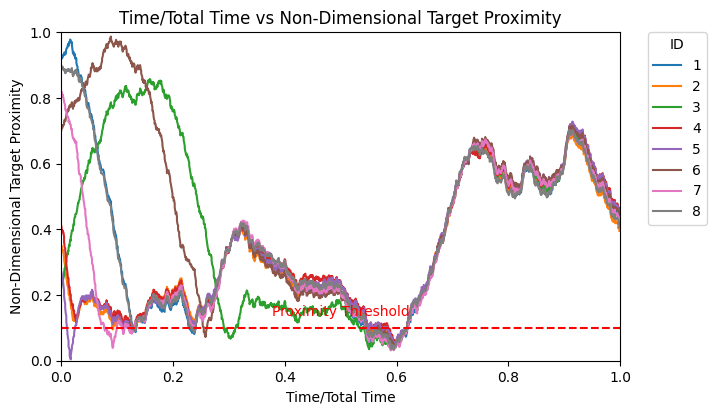 Time/Total Time vs Non-Dimensional Target Proximity
ID
1
2
3
4
5
6
7
8
Non-Dimensional Target Proximity
1.0
0.8
0.6
0.4
0.2
0.0
Proximity Threshold
0.0 0.2 0.4 0.6 0.8 1.0
Time/Total Time